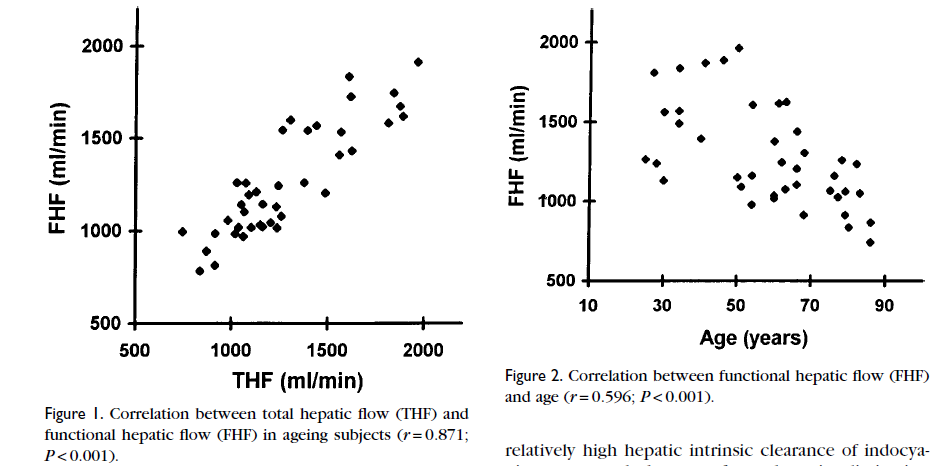 2000
1500
1000
500
FHF (ml/min)
500 1000 1500 2000
THF (ml/min)
Figure 1. Correlation between total hepatic flow (THF) and
functional hepatic flow (FHF) in ageing subjects (r=0.871;
P<0.001).
2000
1500
1000
500
FHF (ml/min)
10 30 50 70 90
Age (years)
Figure 2. Correlation between functional hepatic flow (FHF)
and age (r=0.596; P<0.001).
relatively high hepatic intrinsic clearance of indocya-